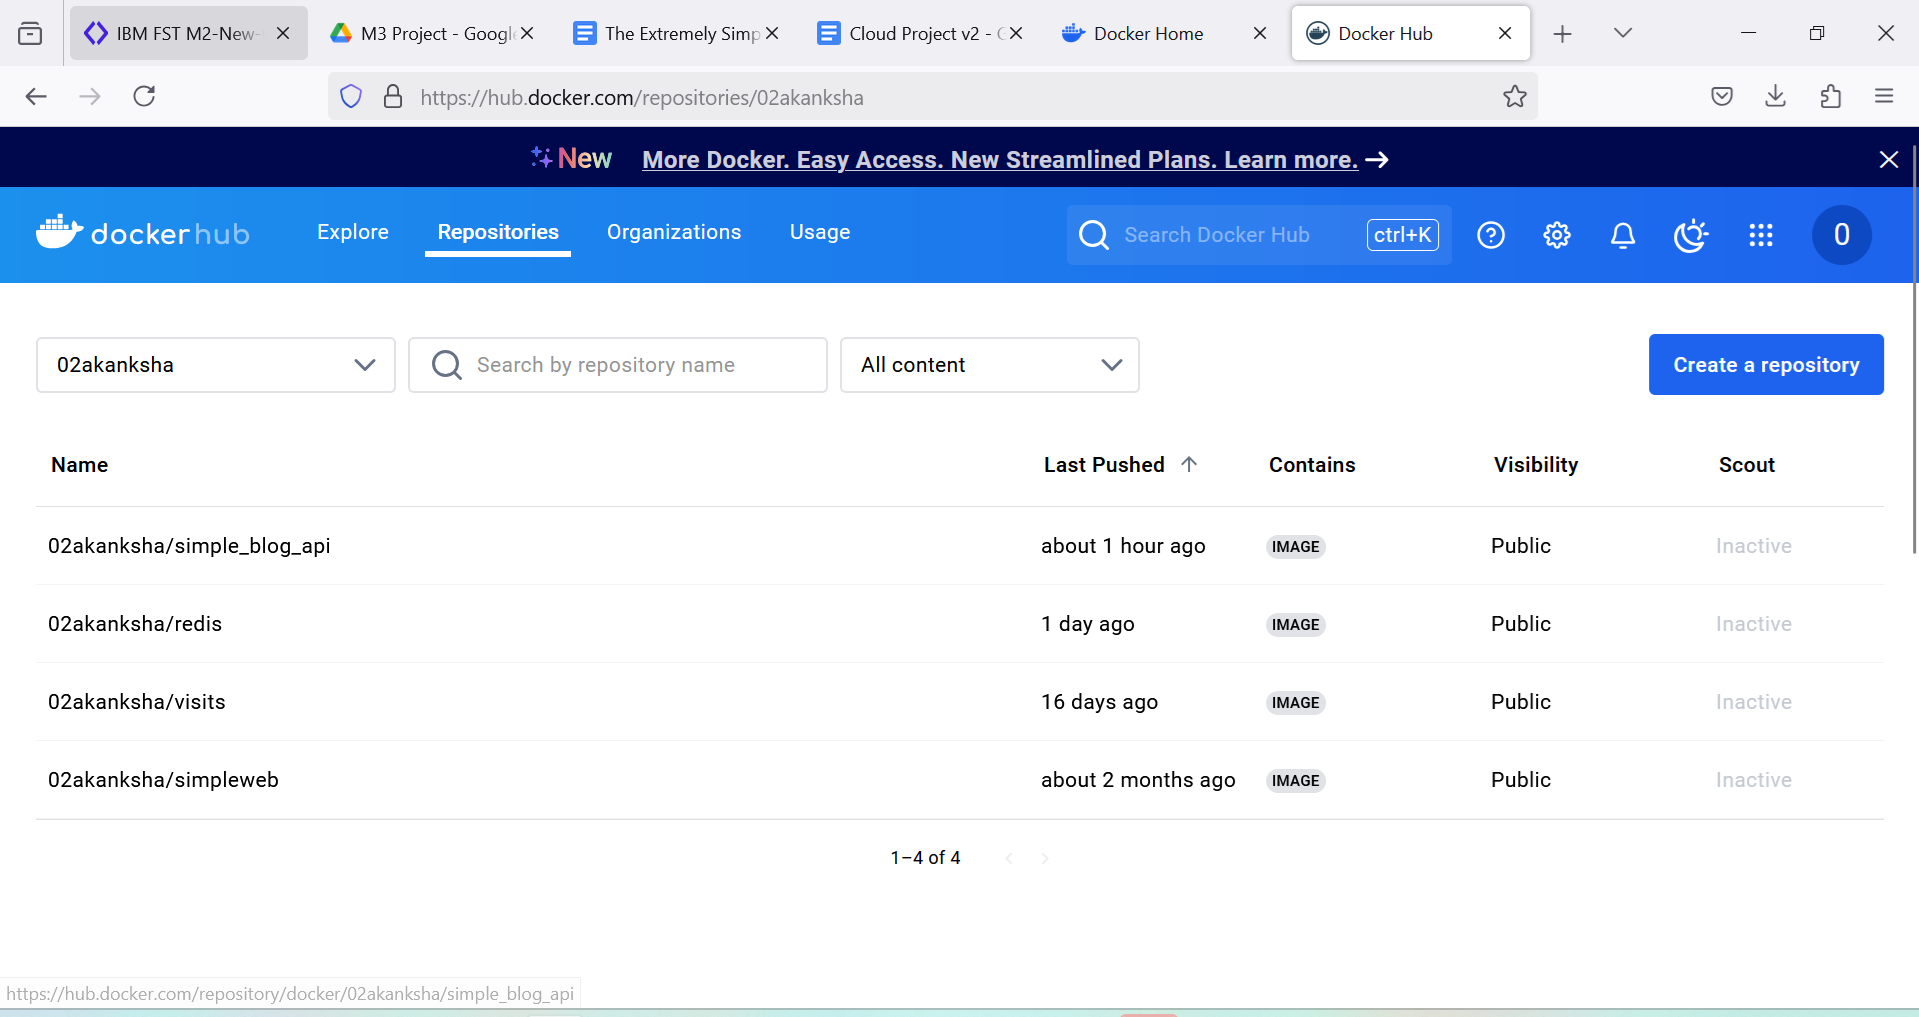 IBM FST M2-New-
M3 Project - Google
The Extremely Simp
Cloud Project v2 - G
Docker Home
Docker Hub
https://hub.docker.com/repositories/02akanksha
New More Docker. Easy Access. New Streamlined Plans. Learn more. →
docker hub
Explore
Repositories
Organizations
Usage
Search Docker Hub
ctrl+K
0
02akanksha
Search by repository name
All content
Create a repository
Name Last Pushed ↑ Contains Visibility Scout
02akanksha/simple_blog_api about 1 hour ago IMAGE Public Inactive
02akanksha/redis 1 day ago IMAGE Public Inactive
02akanksha/visits 16 days ago IMAGE Public Inactive
02akanksha/simpleweb about 2 months ago IMAGE Public Inactive
1–4 of 4
https://hub.docker.com/repository/docker/02akanksha/simple_blog_api